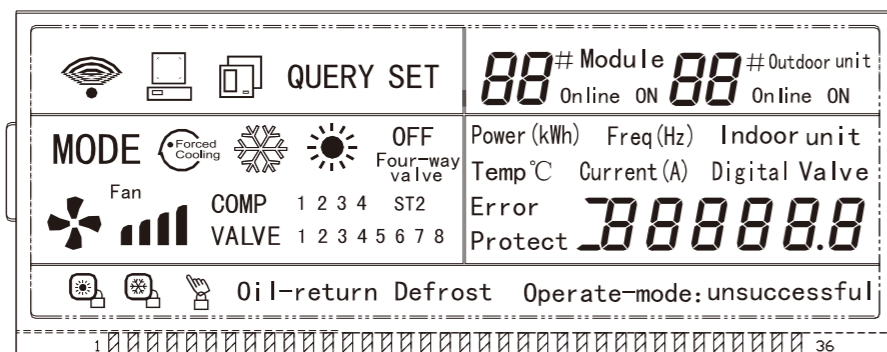 QUERY SET
88# Module 88# Outdoor unit
Online ON Online ON
MODE Forced Cooling OFF
Four-way valve
Power(kWh) Freq(Hz) Indoor unit
Temp℃ Current(A) Digital Valve
Fan
COMP 1 2 3 4 ST2
VALVE 1 2 3 4 5 6 7 8
Error
Protect 88888.8
Oil-return Defrost Operate-mode:unsuccessful
1 36